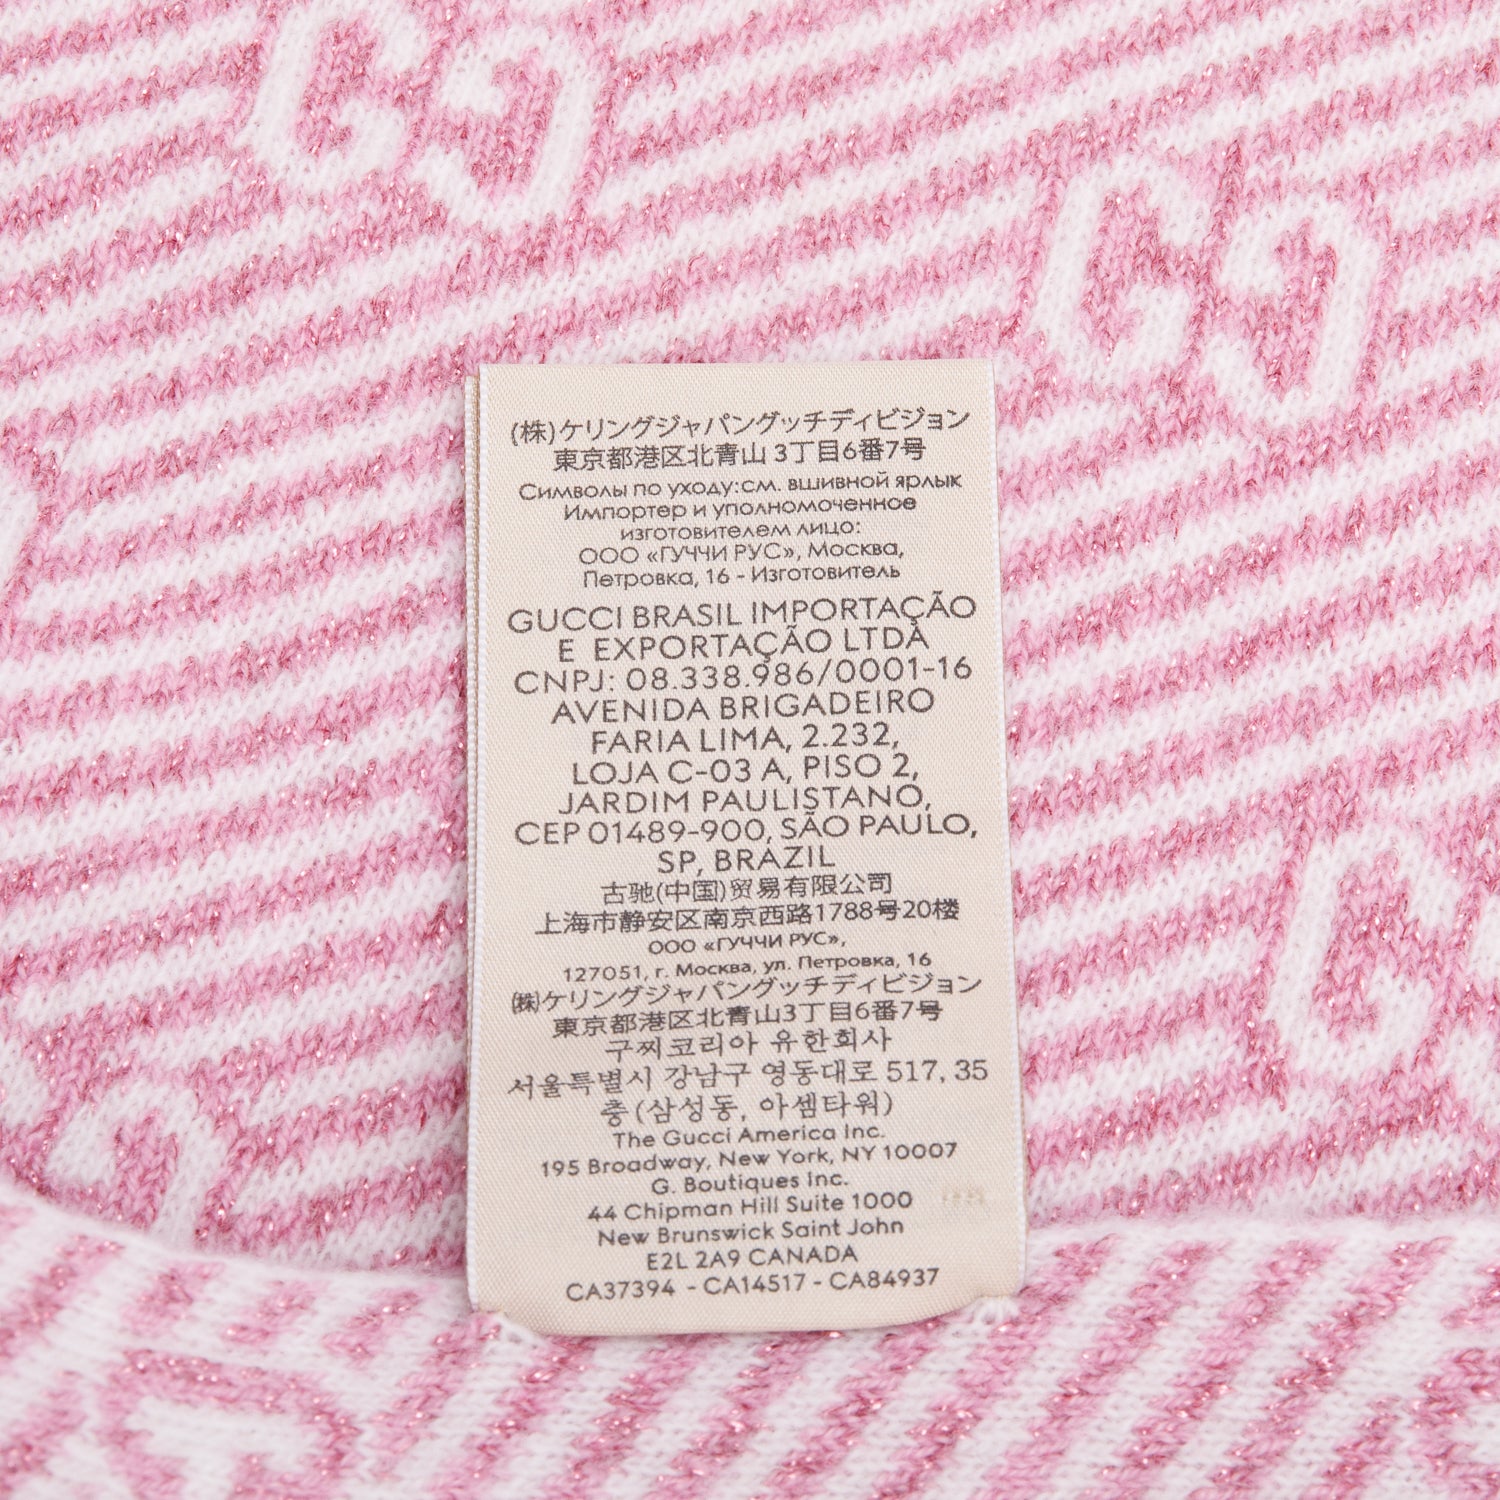 (株)ケリングジャパングッチディビジョン
東京都港区北青山 3丁目6番7号
Символы по уходу:см. вшивной ярлык
Импортер и уполномоченное
изготовителем лицо:
ООО «ГУЧЧИ РУС», Москва,
Петровка, 16 - Изготовитель
GUCCI BRASIL IMPORTAÇÃO
E EXPORTAÇÃO LTDA
CNPJ: 08.338.986/0001-16
AVENIDA BRIGADEIRO
FARIA LIMA, 2.232,
LOJA C-03 A, PISO 2,
JARDIM PAULISTANO,
CEP 01489-900, SÃO PAULO,
SP, BRAZIL
古驰(中国)贸易有限公司
上海市静安区南京西路1788号20楼
ООО «ГУЧЧИ РУС»,
127051, г. Москва, ул. Петровка, 16
(株)ケリングジャパングッチディビジョン
東京都港区北青山3丁目6番7号
구찌코리아 유한회사
서울특별시 강남구 영동대로 517, 35
층 (삼성동, 아셈타워)
The Gucci America Inc.
195 Broadway, New York, NY 10007
G. Boutiques Inc.
44 Chipman Hill Suite 1000
New Brunswick Saint John
E2L 2A9 CANADA
CA37394 - CA14517 - CA84937